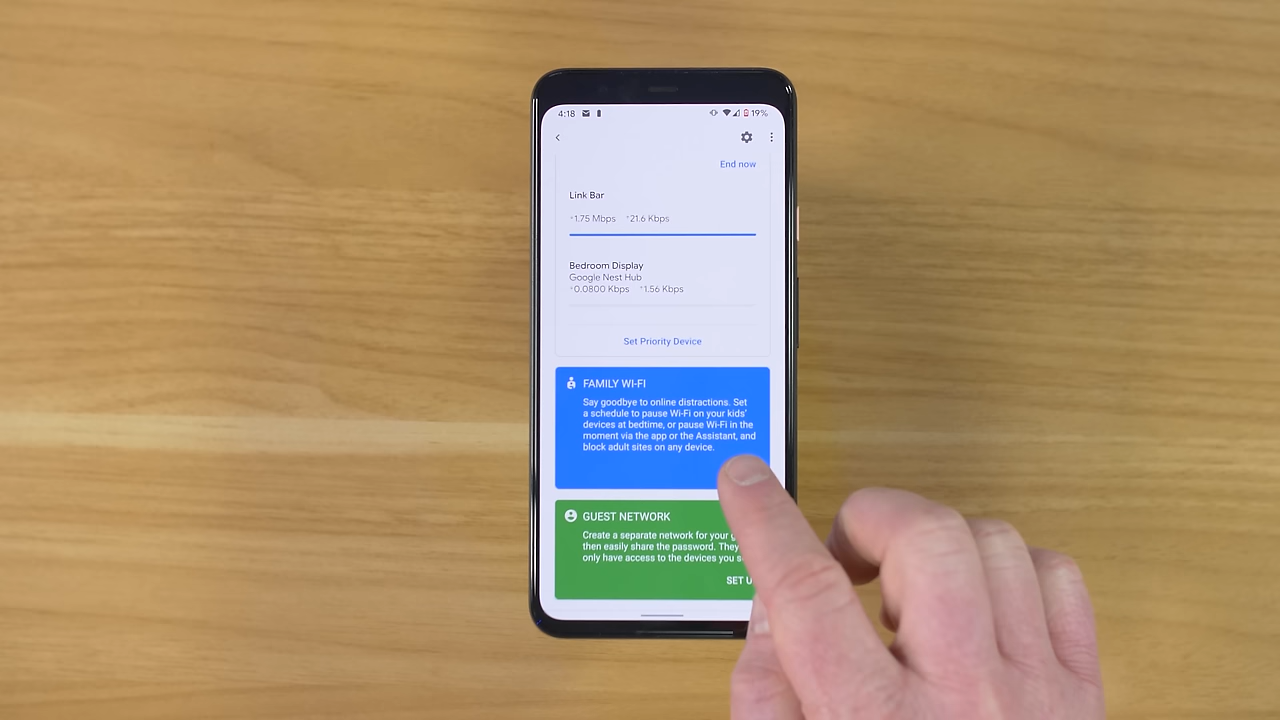 4:18
19%
End now
Link Bar
1.75 Mbps 21.6 Kbps
Bedroom Display
Google Nest Hub
0.0800 Kbps 1.56 Kbps
Set Priority Device
FAMILY WI-FI
Say goodbye to online distractions. Set
a schedule to pause Wi-Fi on your kids'
devices at bedtime, or pause Wi-Fi in the
moment via the app or the Assistant, and
block adult sites on any device.
GUEST NETWORK
Create a separate network for your
then easily share the password. They
only have access to the devices you
SET